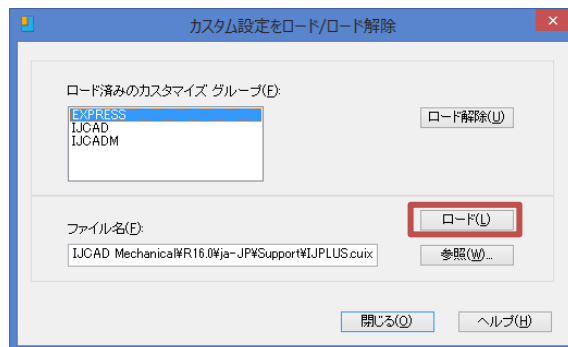 カスタム設定をロード/ロード解除
ロード済みのカスタマイズ グループ(F):
EXPRESS
IJCAD
IJCADM
ロード解除(U)
ファイル名(F):
ロード(L)
IJCAD Mechanical¥R16.0¥ja-JP¥Support¥IJPLUS.cuix
参照(W)...
閉じる(O)
ヘルプ(H)